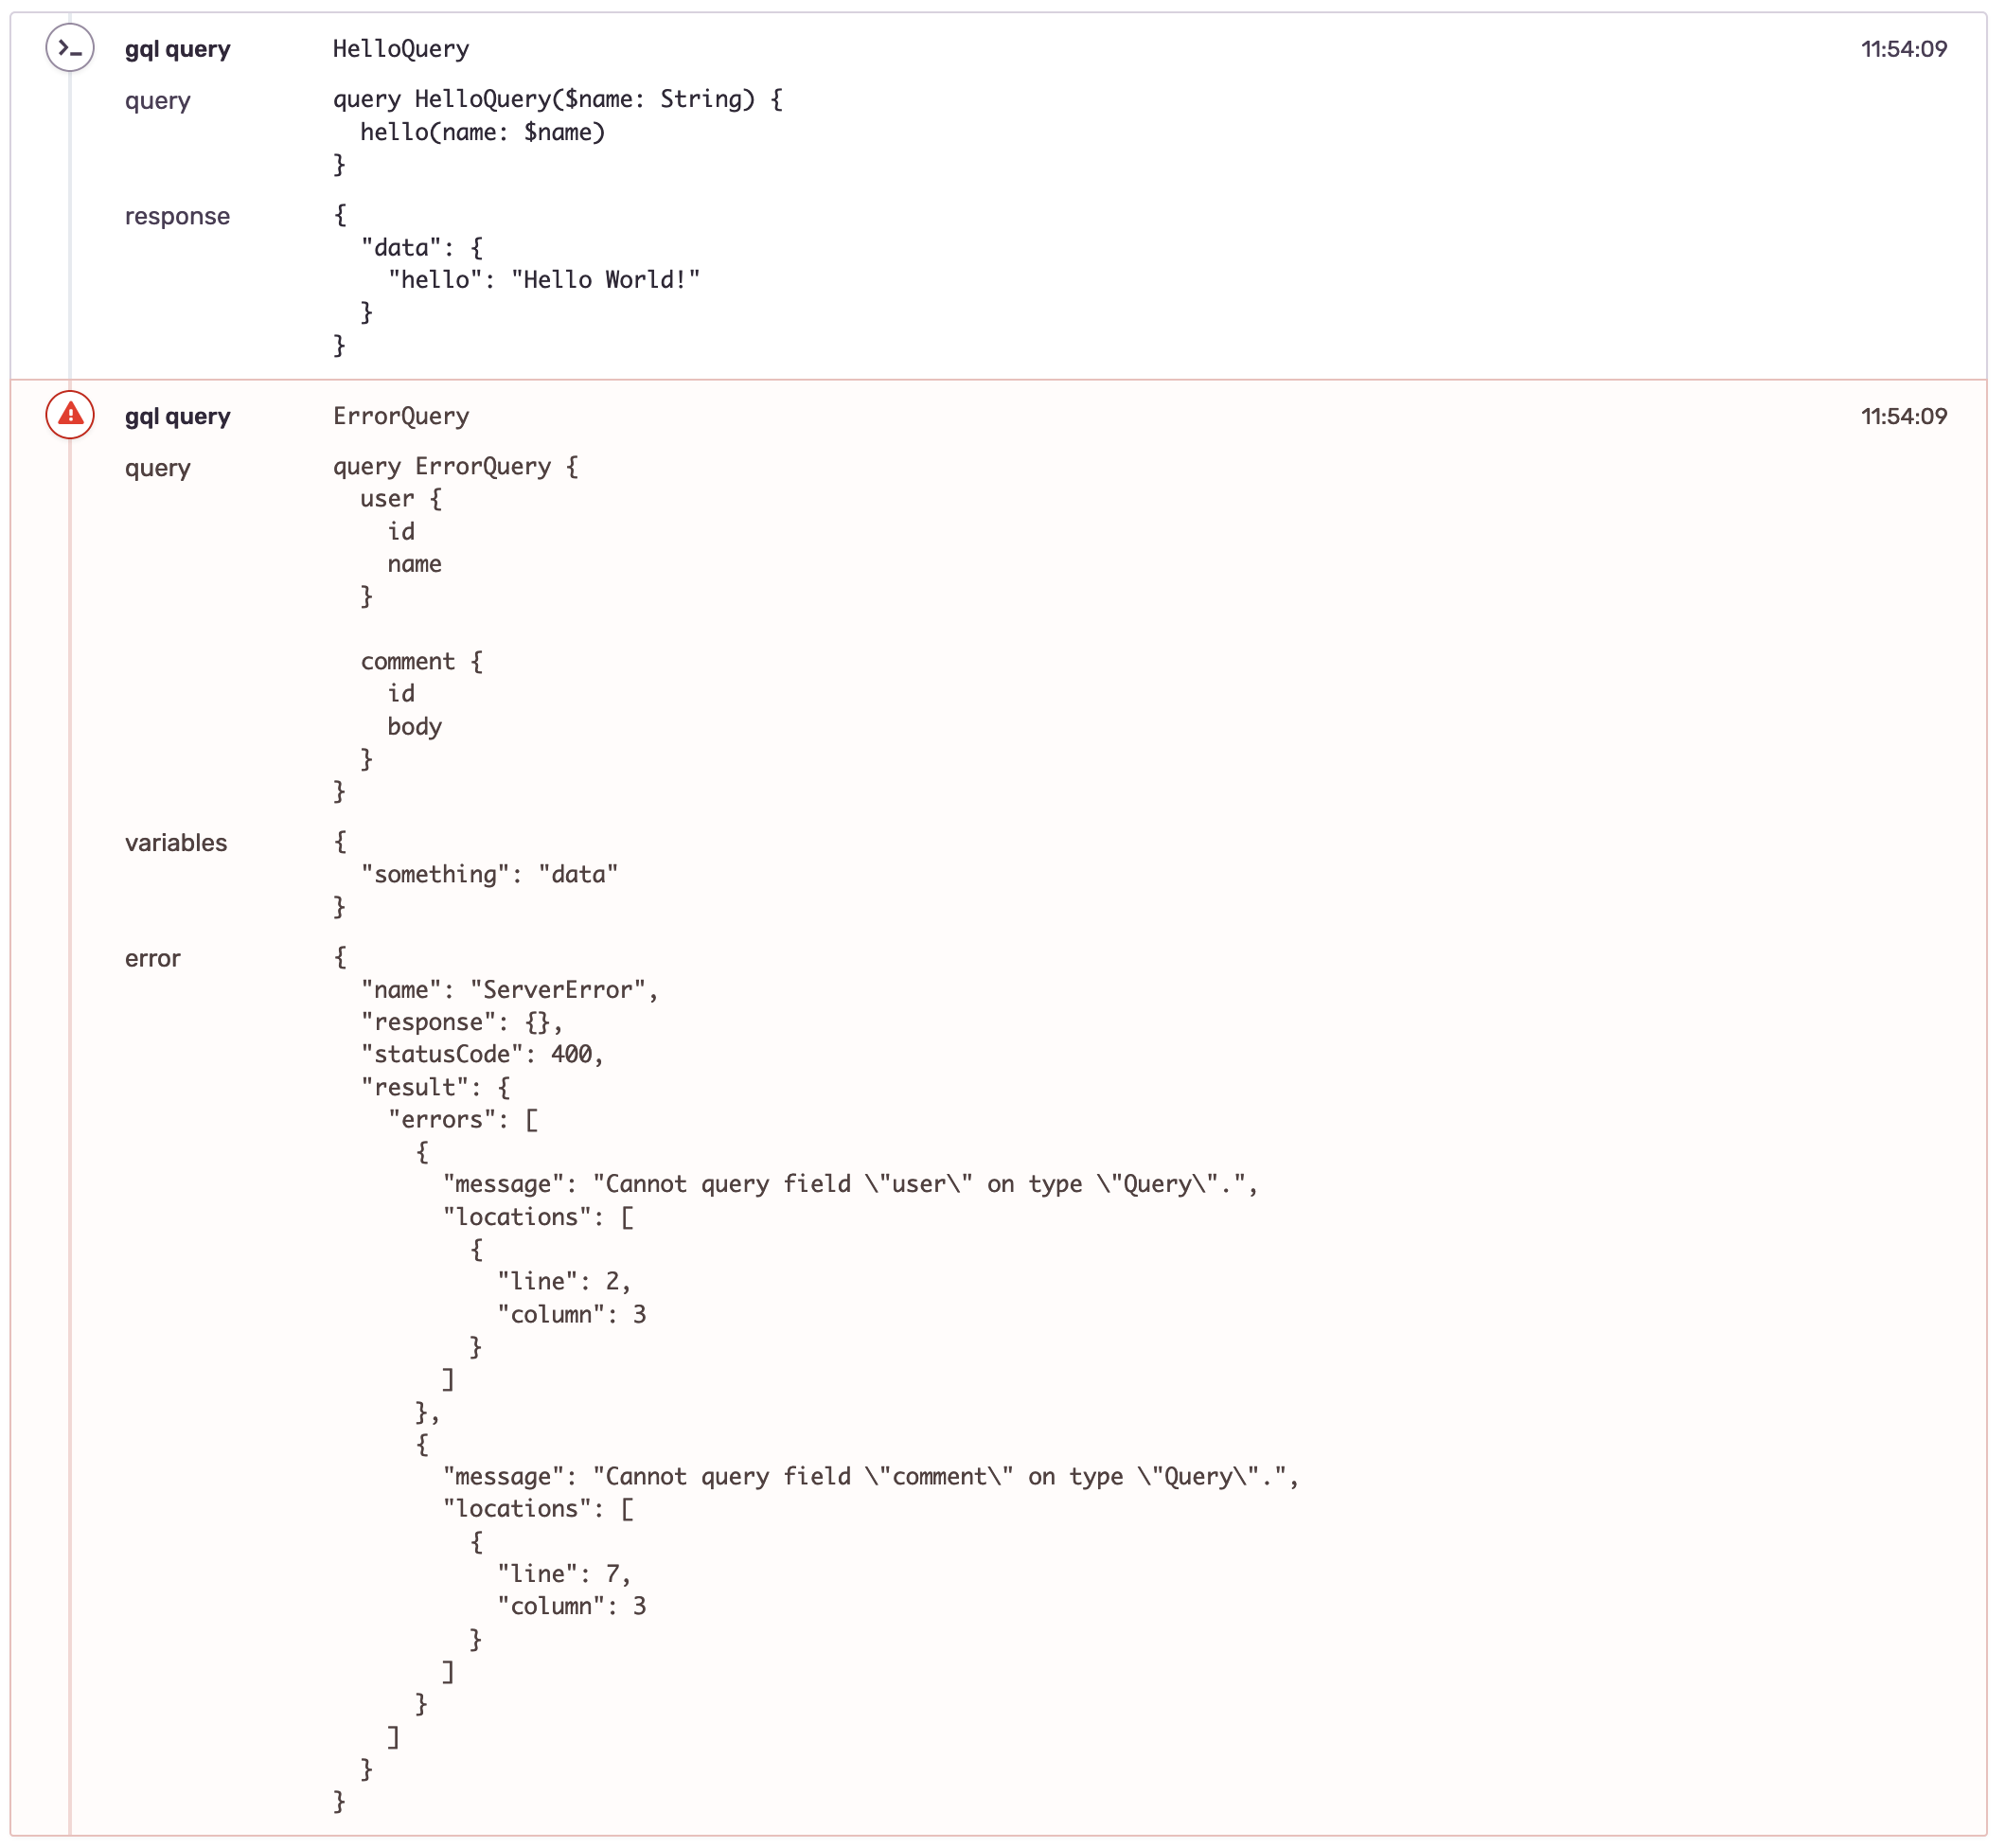 gql query HelloQuery 11:54:09
query query HelloQuery($name: String) {
  hello(name: $name)
}
response {
  "data": {
    "hello": "Hello World!"
  }
}
gql query ErrorQuery 11:54:09
query query ErrorQuery {
  user {
    id
    name
  }

  comment {
    id
    body
  }
}
variables {
  "something": "data"
}
error {
  "name": "ServerError",
  "response": {},
  "statusCode": 400,
  "result": {
    "errors": [
      {
        "message": "Cannot query field \"user\" on type \"Query\".",
        "locations": [
          {
            "line": 2,
            "column": 3
          }
        ]
      },
      {
        "message": "Cannot query field \"comment\" on type \"Query\".",
        "locations": [
          {
            "line": 7,
            "column": 3
          }
        ]
      }
    ]
  }
}